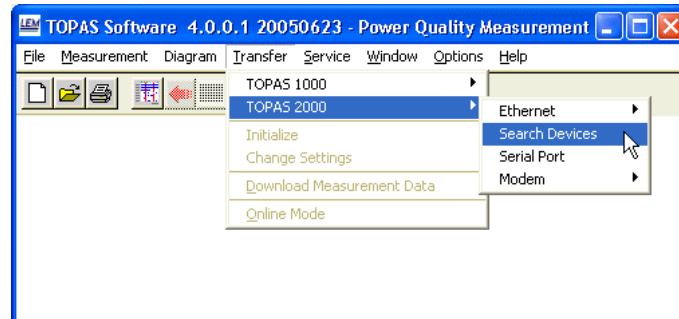 LEM TOPAS Software 4.0.0.1 20050623 - Power Quality Measurement
File Measurement Diagram Transfer Service Window Options Help
TOPAS 1000
TOPAS 2000
Ethernet
Initialize
Search Devices
Change Settings
Serial Port
Download Measurement Data
Modem
Online Mode